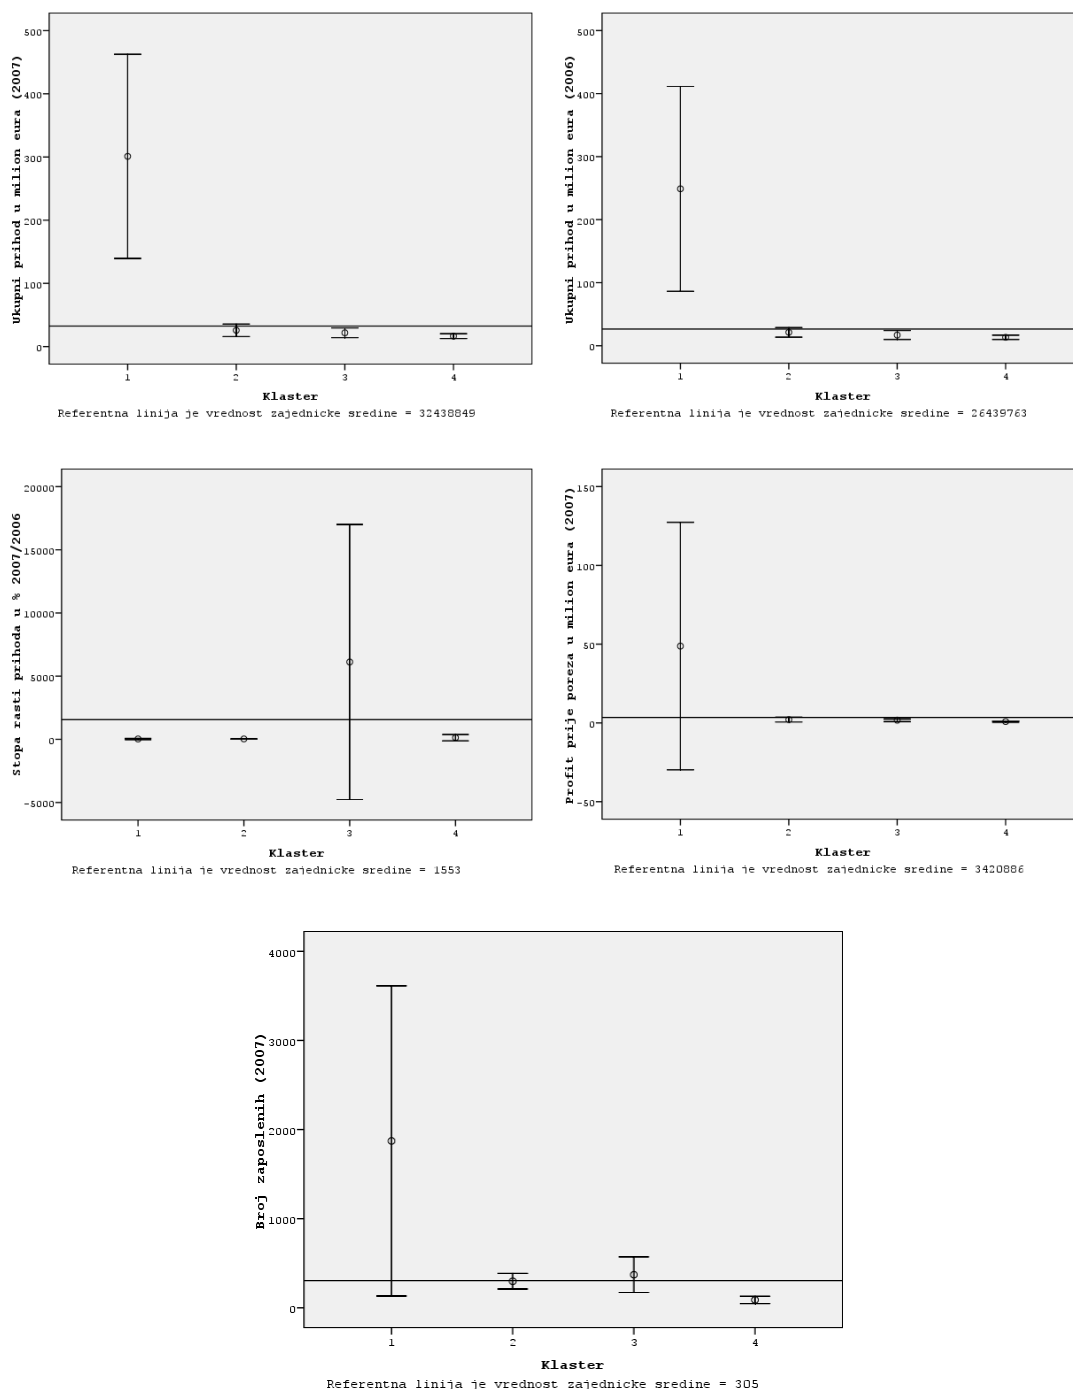 Ukupni prihod u milion eura (2007)
500
400
300
200
100
0
1 2 3 4
Klaster
Referentna linija je vrednost zajednicke sredine = 32438849
Ukupni prihod u milion eura (2006)
500
400
300
200
100
0
1 2 3 4
Klaster
Referentna linija je vrednost zajednicke sredine = 26439763
Stopa rasti prihoda u % 2007/2006
20000
15000
10000
5000
0
-5000
1 2 3 4
Klaster
Referentna linija je vrednost zajednicke sredine = 1553
Profit prije poreza u milion eura (2007)
150
100
50
0
-50
1 2 3 4
Klaster
Referentna linija je vrednost zajednicke sredine = 3420886
Broj zaposlenih (2007)
4000
3000
2000
1000
0
1 2 3 4
Klaster
Referentna linija je vrednost zajednicke sredine = 305